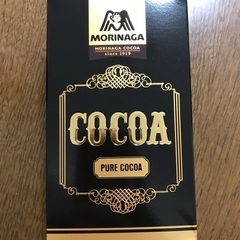 MORINAGA
MORINAGA COCOA
since 1919
COCOA
PURE COCOA